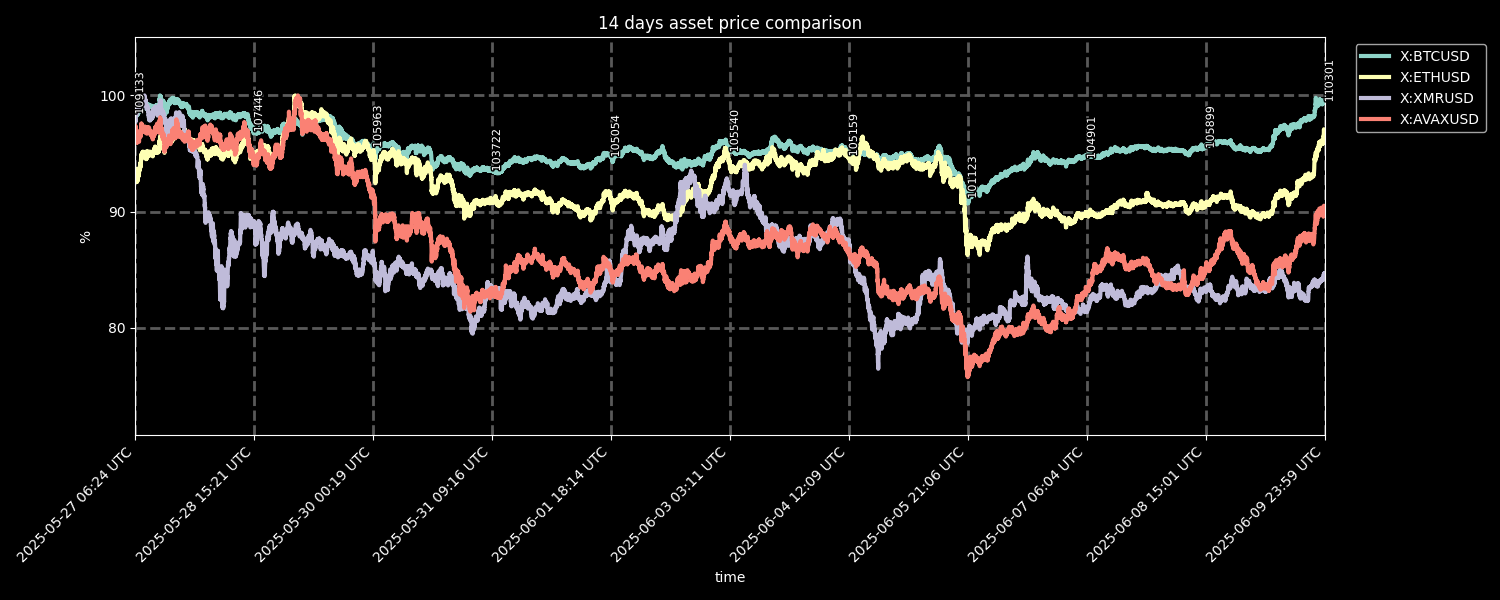 14 days asset price comparison
X:BTCUSD
X:ETHUSD
X:XMRUSD
X:AVAXUSD
100
90
80
%
109133
107446
105963
103722
105054
105540
105159
101123
104901
105899
110301
2025-05-27 06:24 UTC
2025-05-28 15:21 UTC
2025-05-30 00:19 UTC
2025-05-31 09:16 UTC
2025-06-01 18:14 UTC
2025-06-03 03:11 UTC
2025-06-04 12:09 UTC
2025-06-05 21:06 UTC
2025-06-07 06:04 UTC
2025-06-08 15:01 UTC
2025-06-09 23:59 UTC
time